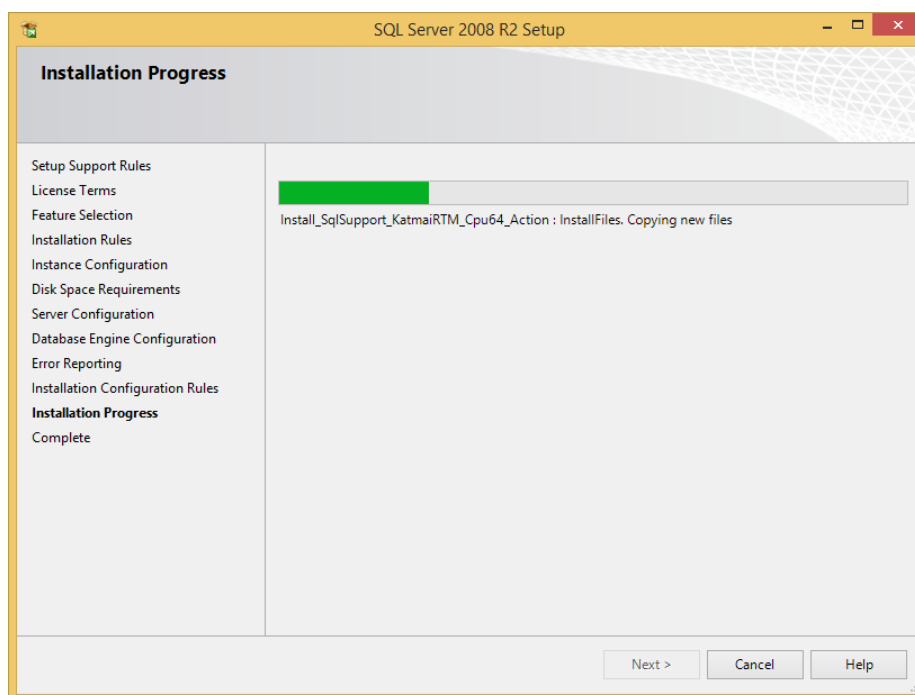 SQL Server 2008 R2 Setup
Installation Progress
Setup Support Rules
License Terms
Feature Selection
Installation Rules
Instance Configuration
Disk Space Requirements
Server Configuration
Database Engine Configuration
Error Reporting
Installation Configuration Rules
Installation Progress
Complete
Install_SqlSupport_KatmaiRTM_Cpu64_Action : InstallFiles. Copying new files
Next >
Cancel
Help